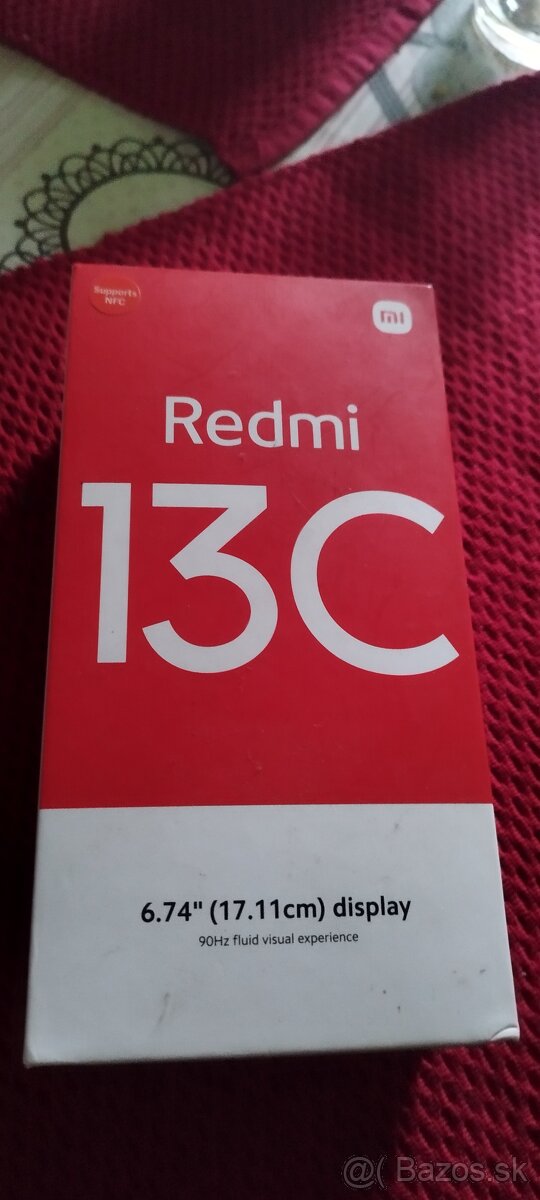 Supports
NFC
mi
Redmi
13C
6.74" (17.11cm) display
90Hz fluid visual experience
@( Bazos.sk